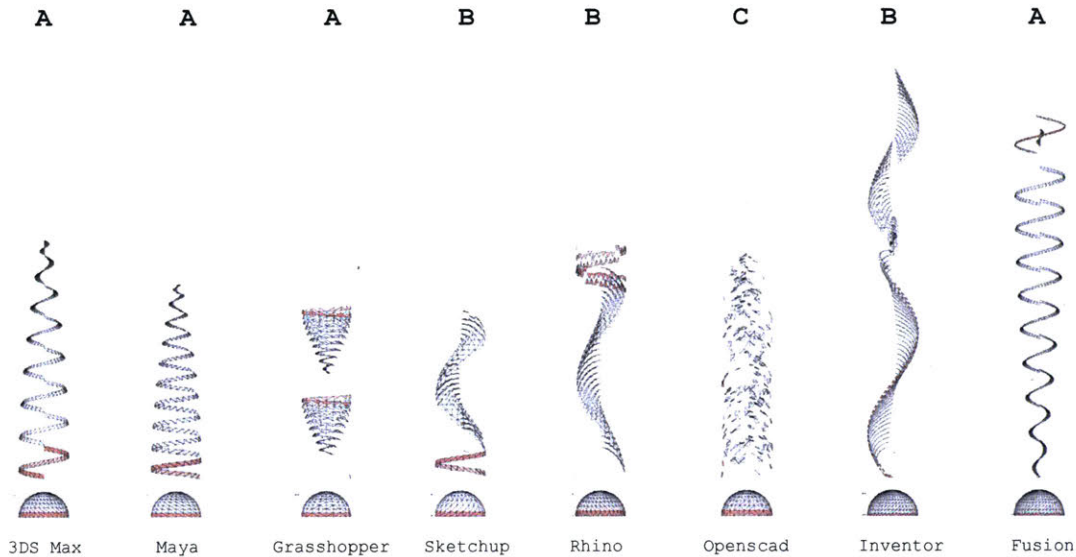 A A A B B C B A
3DS Max Maya Grasshopper Sketchup Rhino Openscad Inventor Fusion